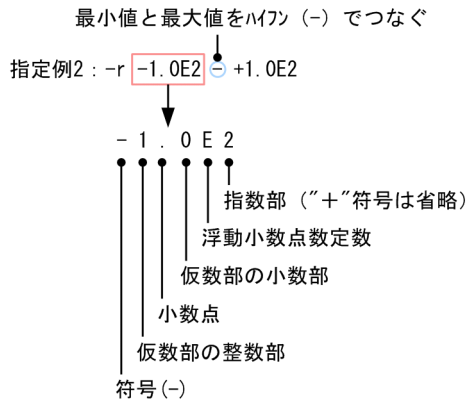 最小値と最大値をﾊｲﾌﾝ（-）でつなぐ
指定例2：-r -1.0E2 - +1.0E2
- 1 . 0 E 2
指数部（"＋"符号は省略）
浮動小数点数定数
仮数部の小数部
小数点
仮数部の整数部
符号(-)